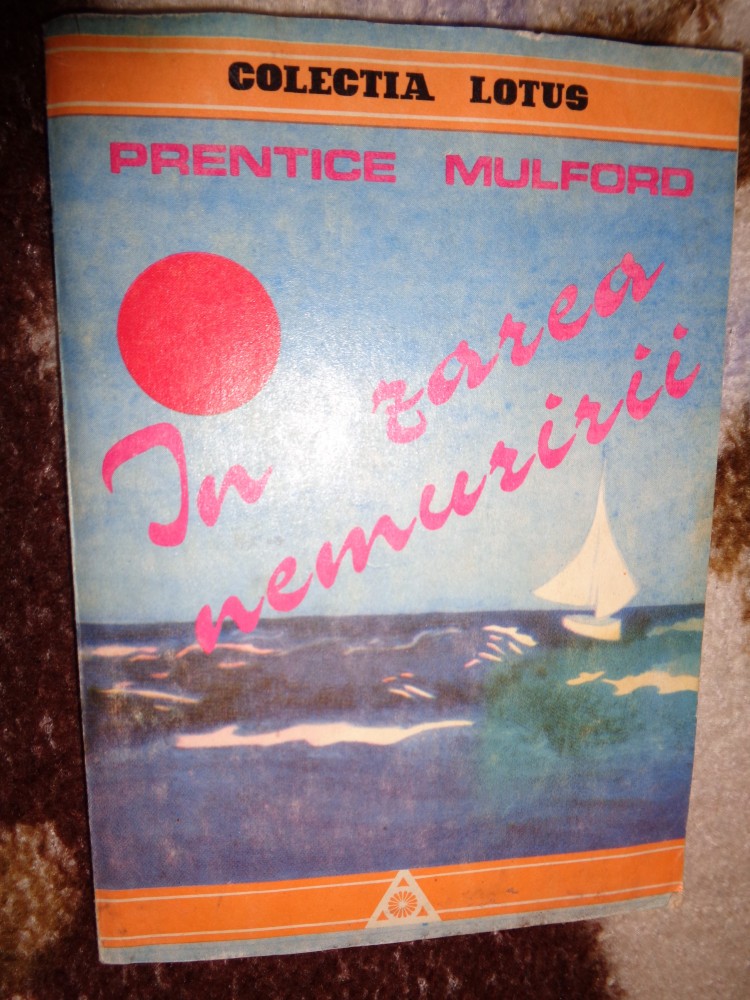 COLECTIA LOTUS
PRENTICE MULFORD
In zarea
nemuririi